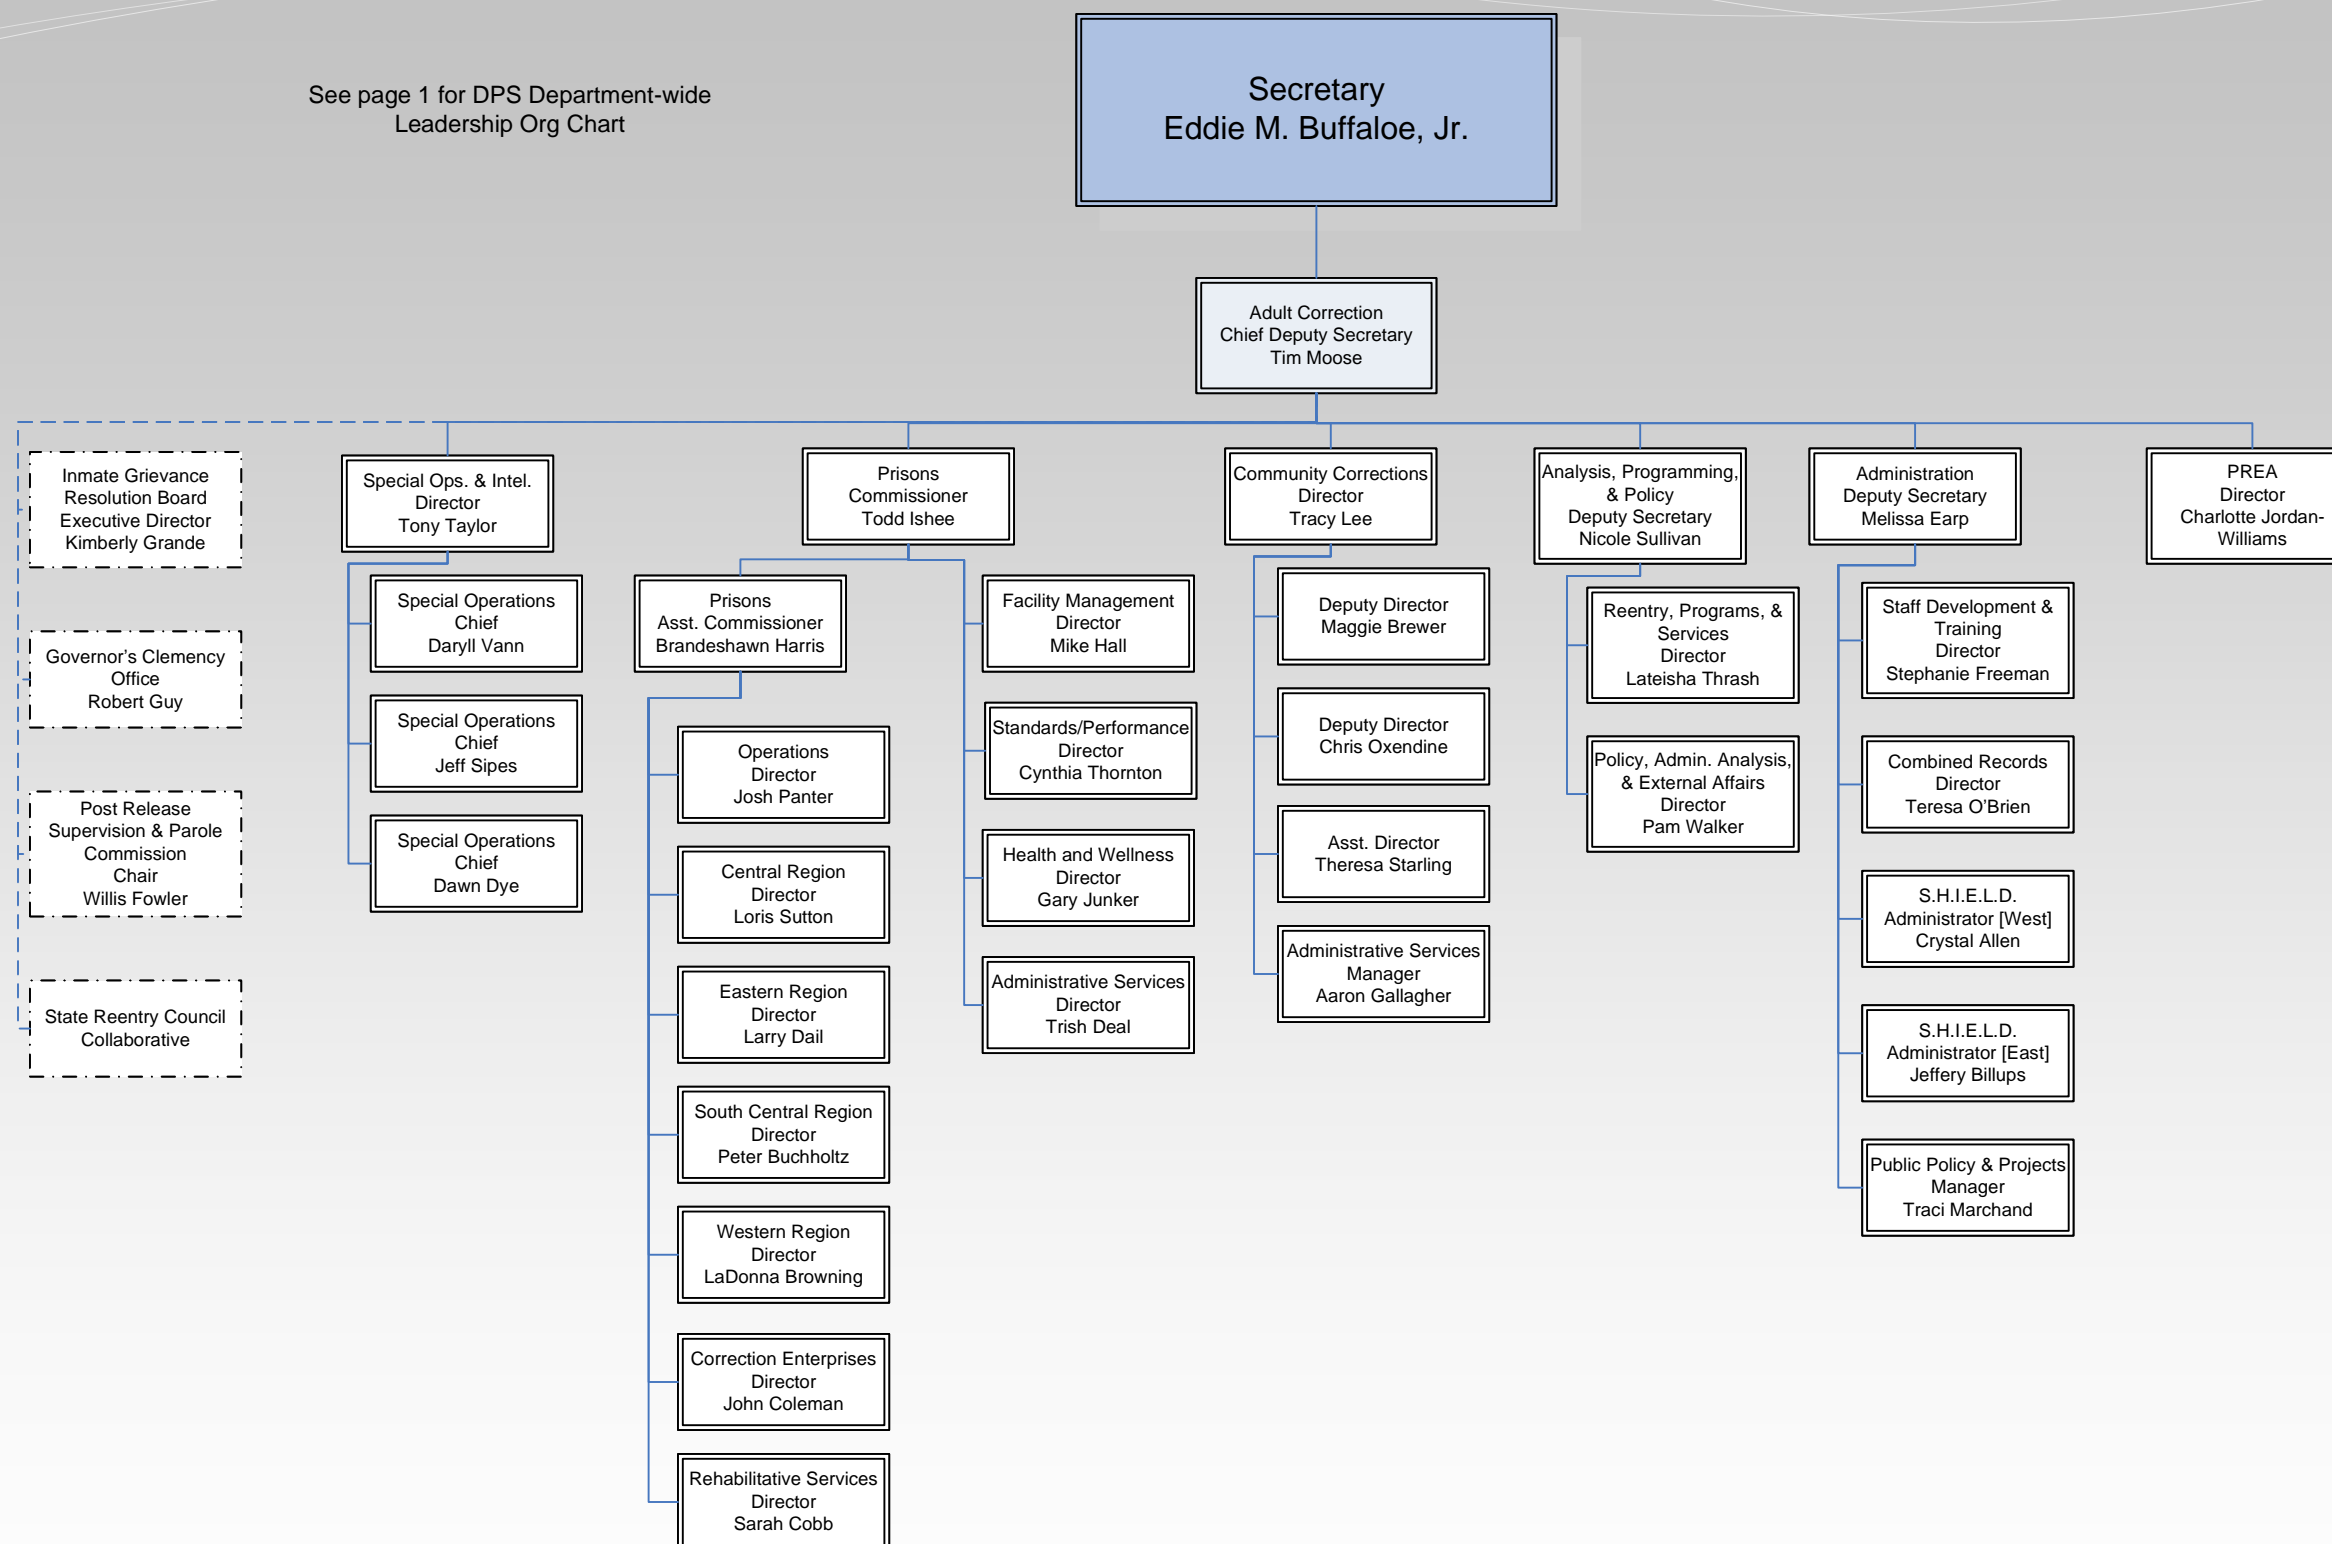 See page 1 for DPS Department-wide
Leadership Org Chart
Secretary
Eddie M. Buffaloe, Jr.
Adult Correction
Chief Deputy Secretary
Tim Moose
Inmate Grievance
Resolution Board
Executive Director
Kimberly Grande
Governor’s Clemency
Office
Robert Guy
Post Release
Supervision & Parole
Commission
Chair
Willis Fowler
State Reentry Council
Collaborative
Special Ops. & Intel.
Director
Tony Taylor
Special Operations
Chief
Daryll Vann
Special Operations
Chief
Jeff Sipes
Special Operations
Chief
Dawn Dye
Prisons
Commissioner
Todd Ishee
Prisons
Asst. Commissioner
Brandeshawn Harris
Operations
Director
Josh Panter
Central Region
Director
Loris Sutton
Eastern Region
Director
Larry Dail
South Central Region
Director
Peter Buchholtz
Western Region
Director
LaDonna Browning
Correction Enterprises
Director
John Coleman
Rehabilitative Services
Director
Sarah Cobb
Facility Management
Director
Mike Hall
Standards/Performance
Director
Cynthia Thornton
Health and Wellness
Director
Gary Junker
Administrative Services
Director
Trish Deal
Community Corrections
Director
Tracy Lee
Deputy Director
Maggie Brewer
Deputy Director
Chris Oxendine
Asst. Director
Theresa Starling
Administrative Services
Manager
Aaron Gallagher
Analysis, Programming,
& Policy
Deputy Secretary
Nicole Sullivan
Reentry, Programs, &
Services
Director
Lateisha Thrash
Policy, Admin. Analysis,
& External Affairs
Director
Pam Walker
Administration
Deputy Secretary
Melissa Earp
Staff Development &
Training
Director
Stephanie Freeman
Combined Records
Director
Teresa O’Brien
S.H.I.E.L.D.
Administrator [West]
Crystal Allen
S.H.I.E.L.D.
Administrator [East]
Jeffery Billups
Public Policy & Projects
Manager
Traci Marchand
PREA
Director
Charlotte Jordan-
Williams